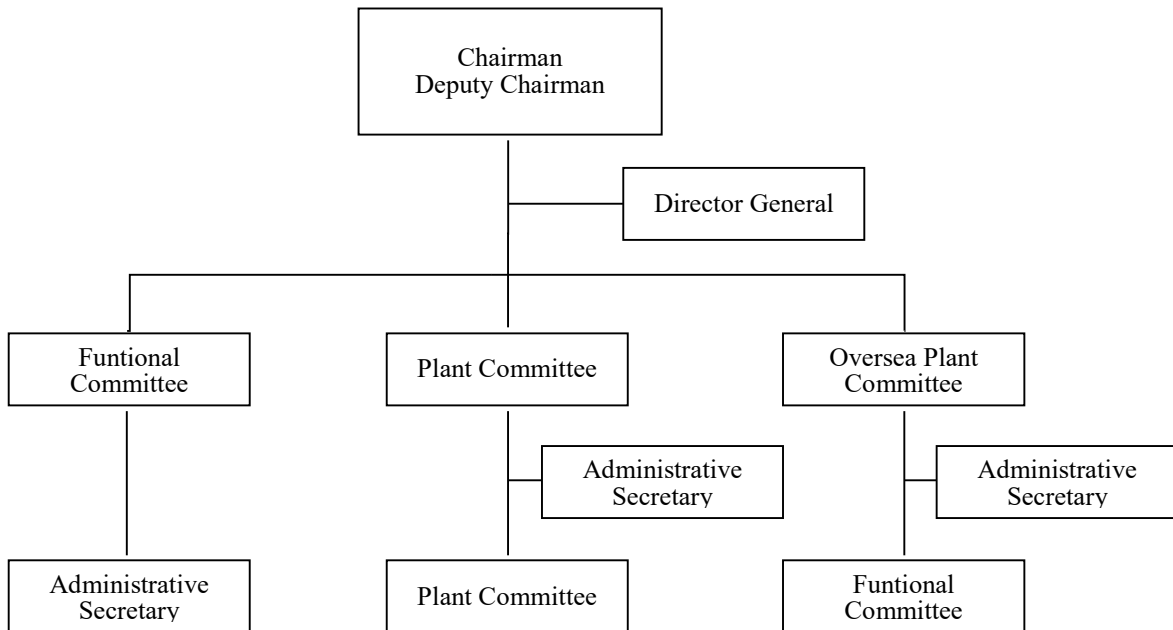 Chairman
Deputy Chairman
Director General
Funtional
Committee
Plant Committee
Oversea Plant
Committee
Administrative
Secretary
Administrative
Secretary
Administrative
Secretary
Plant Committee
Funtional
Committee